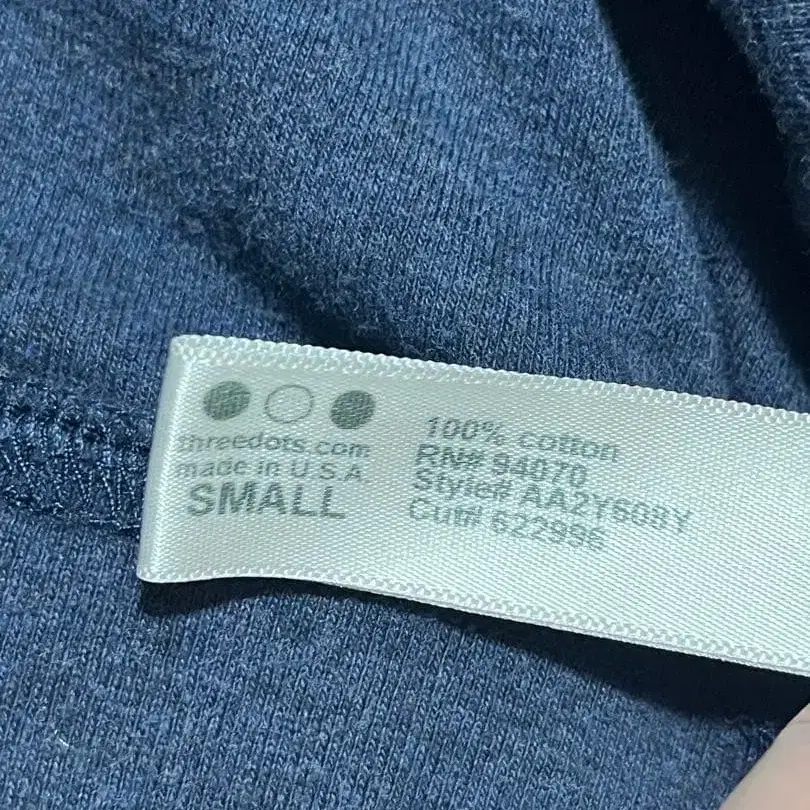 threedots.com
made in U.S.A.
SMALL
100% cotton
RN# 94070
Style# AA2Y608Y
Cut# 622996